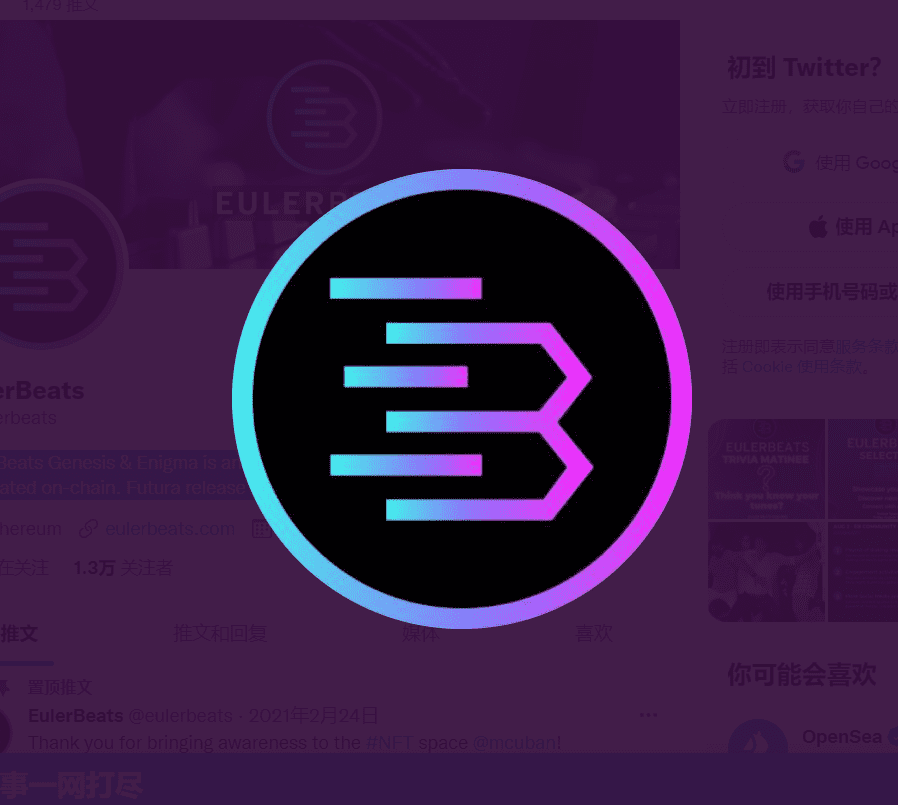 1,479 推文
初到 Twitter?
立即注册，获取你自己的
使用 Goog
EULERB
使用 Ap
使用手机号码或
注册即表示同意服务条款
括 Cookie 使用条款。
erBeats
erbeats
Beats Genesis & Enigma is an
ated on-chain. Futura release
hereum eulerbeats.com
在关注 1.3万 关注者
EULERBEATS
TRIVIA MATINEE
Think you know your
tunes?
EULERB
SELECT
推文 推文和回复 媒体 喜欢
置顶推文
EulerBeats @eulerbeats · 2021年2月24日
Thank you for bringing awareness to the #NFT space @mcuban!
你可能会喜欢
OpenSea
事一网打尽